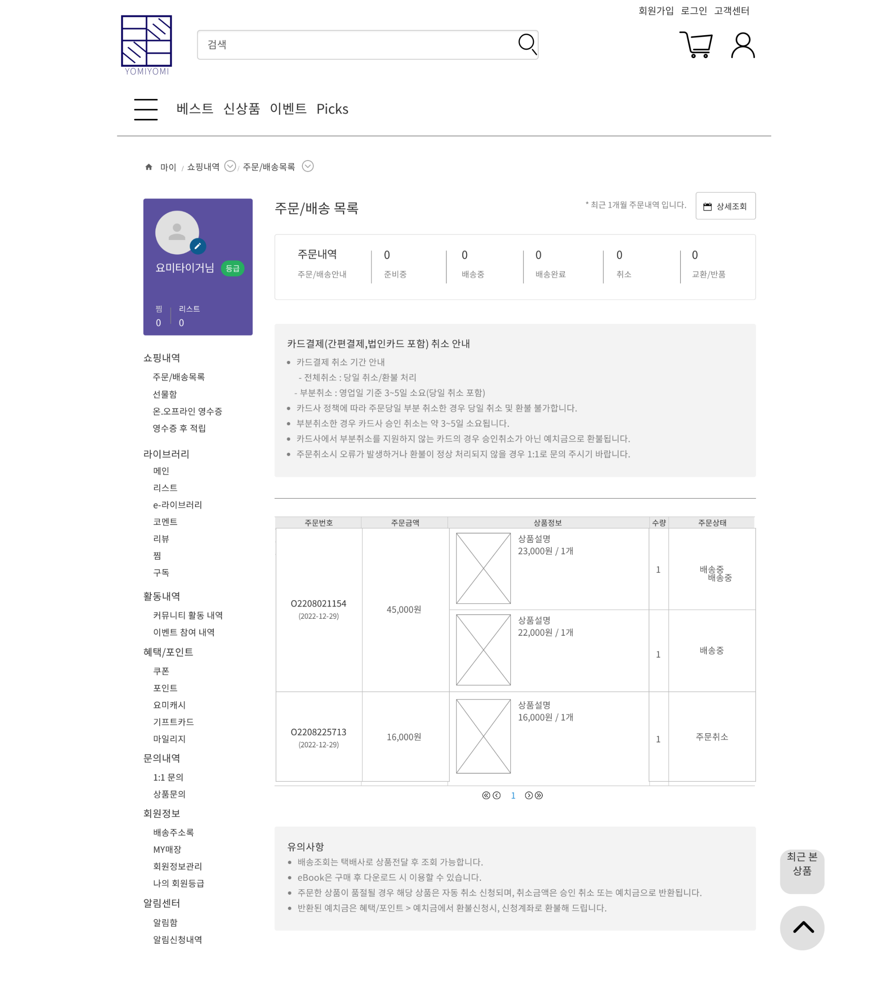 회원가입 로그인 고객센터
YOMIYOMI
검색
베스트 신상품 이벤트 Picks
마이 / 쇼핑내역 / 주문/배송목록
요미타이거님 등급
찜 리스트
0 0
쇼핑내역
주문/배송목록
선물함
온.오프라인 영수증
영수증 후 적립
라이브러리
메인
리스트
e-라이브러리
코멘트
리뷰
찜
구독
활동내역
커뮤니티 활동 내역
이벤트 참여 내역
혜택/포인트
쿠폰
포인트
요미캐시
기프트카드
마일리지
문의내역
1:1 문의
상품문의
회원정보
배송주소록
MY매장
회원정보관리
나의 회원등급
알림센터
알림함
알림신청내역
주문/배송 목록
* 최근 1개월 주문내역 입니다.
상세조회
주문내역 0 0 0 0 0
주문/배송안내 준비중 배송중 배송완료 취소 교환/반품
카드결제(간편결제,법인카드 포함) 취소 안내
● 카드결제 취소 기간 안내
- 전체취소 : 당일 취소/환불 처리
- 부분취소 : 영업일 기준 3~5일 소요(당일 취소 포함)
● 카드사 정책에 따라 주문당일 부분 취소한 경우 당일 취소 및 환불 불가합니다.
● 부분취소한 경우 카드사 승인 취소는 약 3~5일 소요됩니다.
● 카드사에서 부분취소를 지원하지 않는 카드의 경우 승인취소가 아닌 예치금으로 환불됩니다.
● 주문취소시 오류가 발생하거나 환불이 정상 처리되지 않을 경우 1:1로 문의 주시기 바랍니다.
주문번호 주문금액 상품정보 수량 주문상태
O2208021154
(2022-12-29)
45,000원
상품설명
23,000원 / 1개
1
배송중
배송중
상품설명
22,000원 / 1개
1
배송중
O2208225713
(2022-12-29)
16,000원
상품설명
16,000원 / 1개
1
주문취소
1
유의사항
● 배송조회는 택배사로 상품전달 후 조회 가능합니다.
● eBook은 구매 후 다운로드 시 이용할 수 있습니다.
● 주문한 상품이 품절될 경우 해당 상품은 자동 취소 신청되며, 취소금액은 승인 취소 또는 예치금으로 반환됩니다.
● 반환된 예치금은 혜택/포인트 > 예치금에서 환불신청시, 신청계좌로 환불해 드립니다.
최근 본
상품